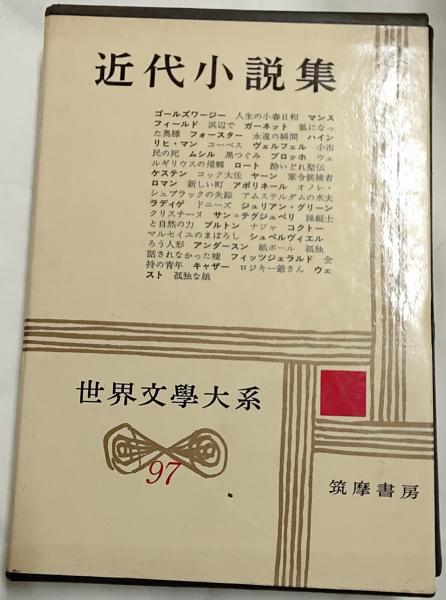 近代小説集
ゴールズワージー 人生の小春日和 マンス
フィールド 浜辺で ガーネット 狐になっ
た奥様 フォースター 永遠の瞬間 ハイン
リヒ・マン コーベス ヴェルフェル 小市
民の死 ムシル 黒つぐみ ブロッホ ウェ
ルギリウスの帰郷 ロート 酔いどれ聖伝
ケステン コック大佐 ヤーン 家令候補者
ロマン 新しい町 アポリネール オノレ・
シュブラックの失踪 アムステルダムの水夫
ラディゲ ドニーズ ジュリアン・グリーン
クリスチーヌ サン＝テグジュペリ 操縦士
と自然の力 ブルトン ナジャ コクトー
マルセイユのまぼろし シュペルヴィエル
ろう人形 アンダースン 紙ボール 孤独
話されなかった嘘 フィッツジェラルド 金
持の青年 キャザー ロジキー爺さん ウェ
スト 孤独な娘
世界文學大系
97
筑摩書房